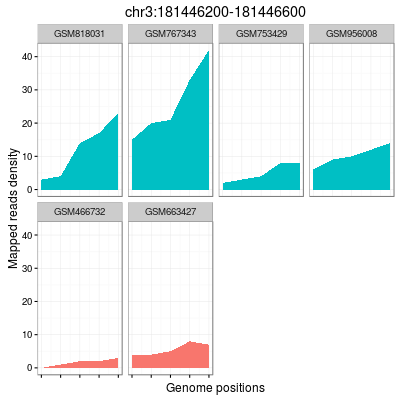 chr3:181446200-181446600
GSM818031 GSM767343 GSM753429 GSM956008
40
30
20
10
0
Mapped reads density
GSM466732 GSM663427
40
30
20
10
0
Genome positions